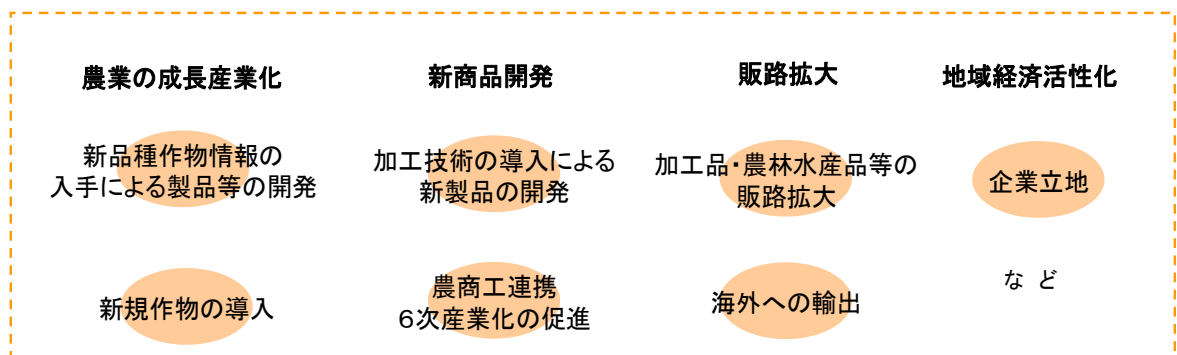 農業の成長産業化
新品種作物情報の
入手による製品等の開発
新規作物の導入
新商品開発
加工技術の導入による
新製品の開発
農商工連携
６次産業化の促進
販路拡大
加工品・農林水産品等の
販路拡大
海外への輸出
地域経済活性化
企業立地
な ど